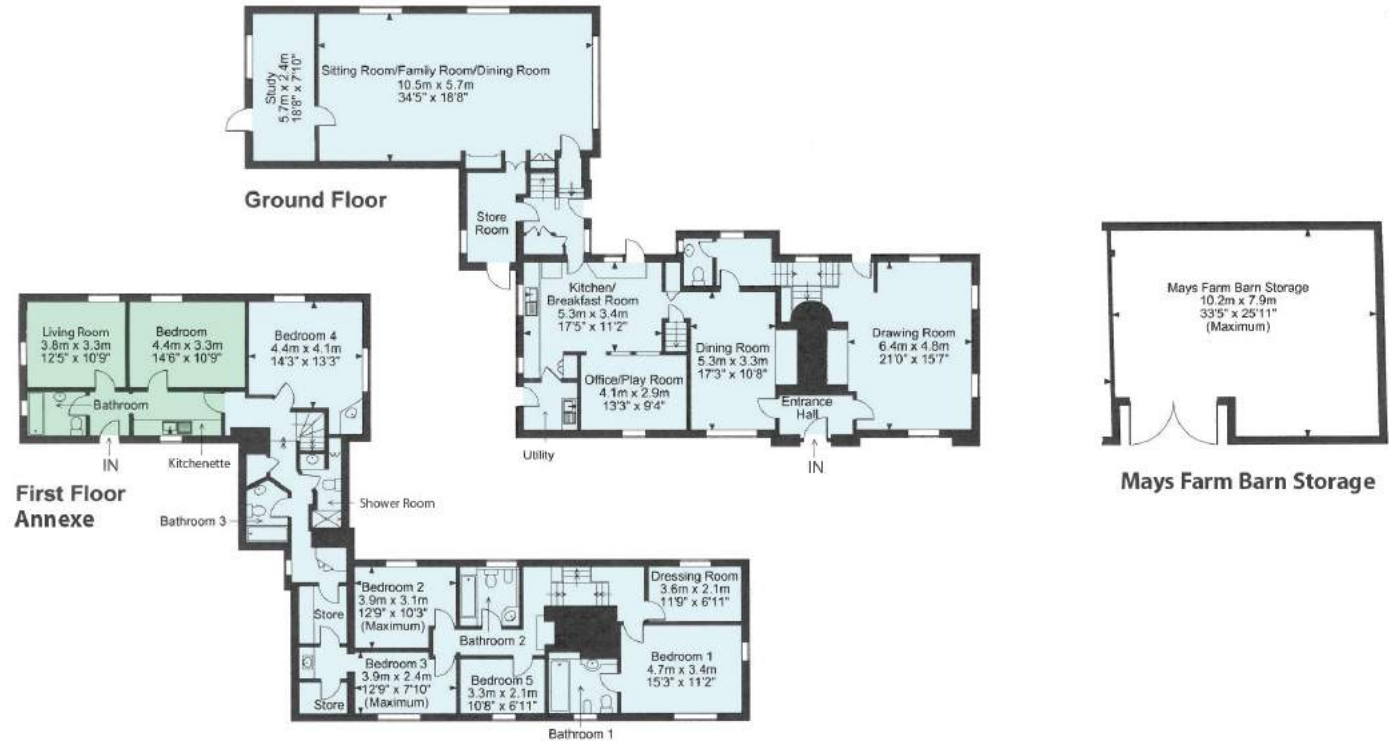 Study
5.7m x 2.4m
18'8" x 7'10"
Sitting Room/Family Room/Dining Room
10.5m x 5.7m
34'5" x 18'8"
Ground Floor
Store
Room
Kitchen/
Breakfast Room
5.3m x 3.4m
17'5" x 11'2"
Dining Room
5.3m x 3.3m
17'3" x 10'8"
Drawing Room
6.4m x 4.8m
21'0" x 15'7"
Office/Play Room
4.1m x 2.9m
13'3" x 9'4"
Entrance
Hall
Utility
IN
Mays Farm Barn Storage
10.2m x 7.9m
33'5" x 25'11"
(Maximum)
Mays Farm Barn Storage
Living Room
3.8m x 3.3m
12'5" x 10'9"
Bedroom
4.4m x 3.3m
14'6" x 10'9"
Bedroom 4
4.4m x 4.1m
14'3" x 13'3"
Bathroom
IN
Kitchenette
First Floor
Annexe
Bathroom 3
Shower Room
Bedroom 2
3.9m x 3.1m
12'9" x 10'3"
(Maximum)
Dressing Room
3.6m x 2.1m
11'9" x 6'11"
Store
Bathroom 2
Bedroom 3
3.9m x 2.4m
12'9" x 7'10"
(Maximum)
Bedroom 5
3.3m x 2.1m
10'8" x 6'11"
Bedroom 1
4.7m x 3.4m
15'3" x 11'2"
Store
Bathroom 1